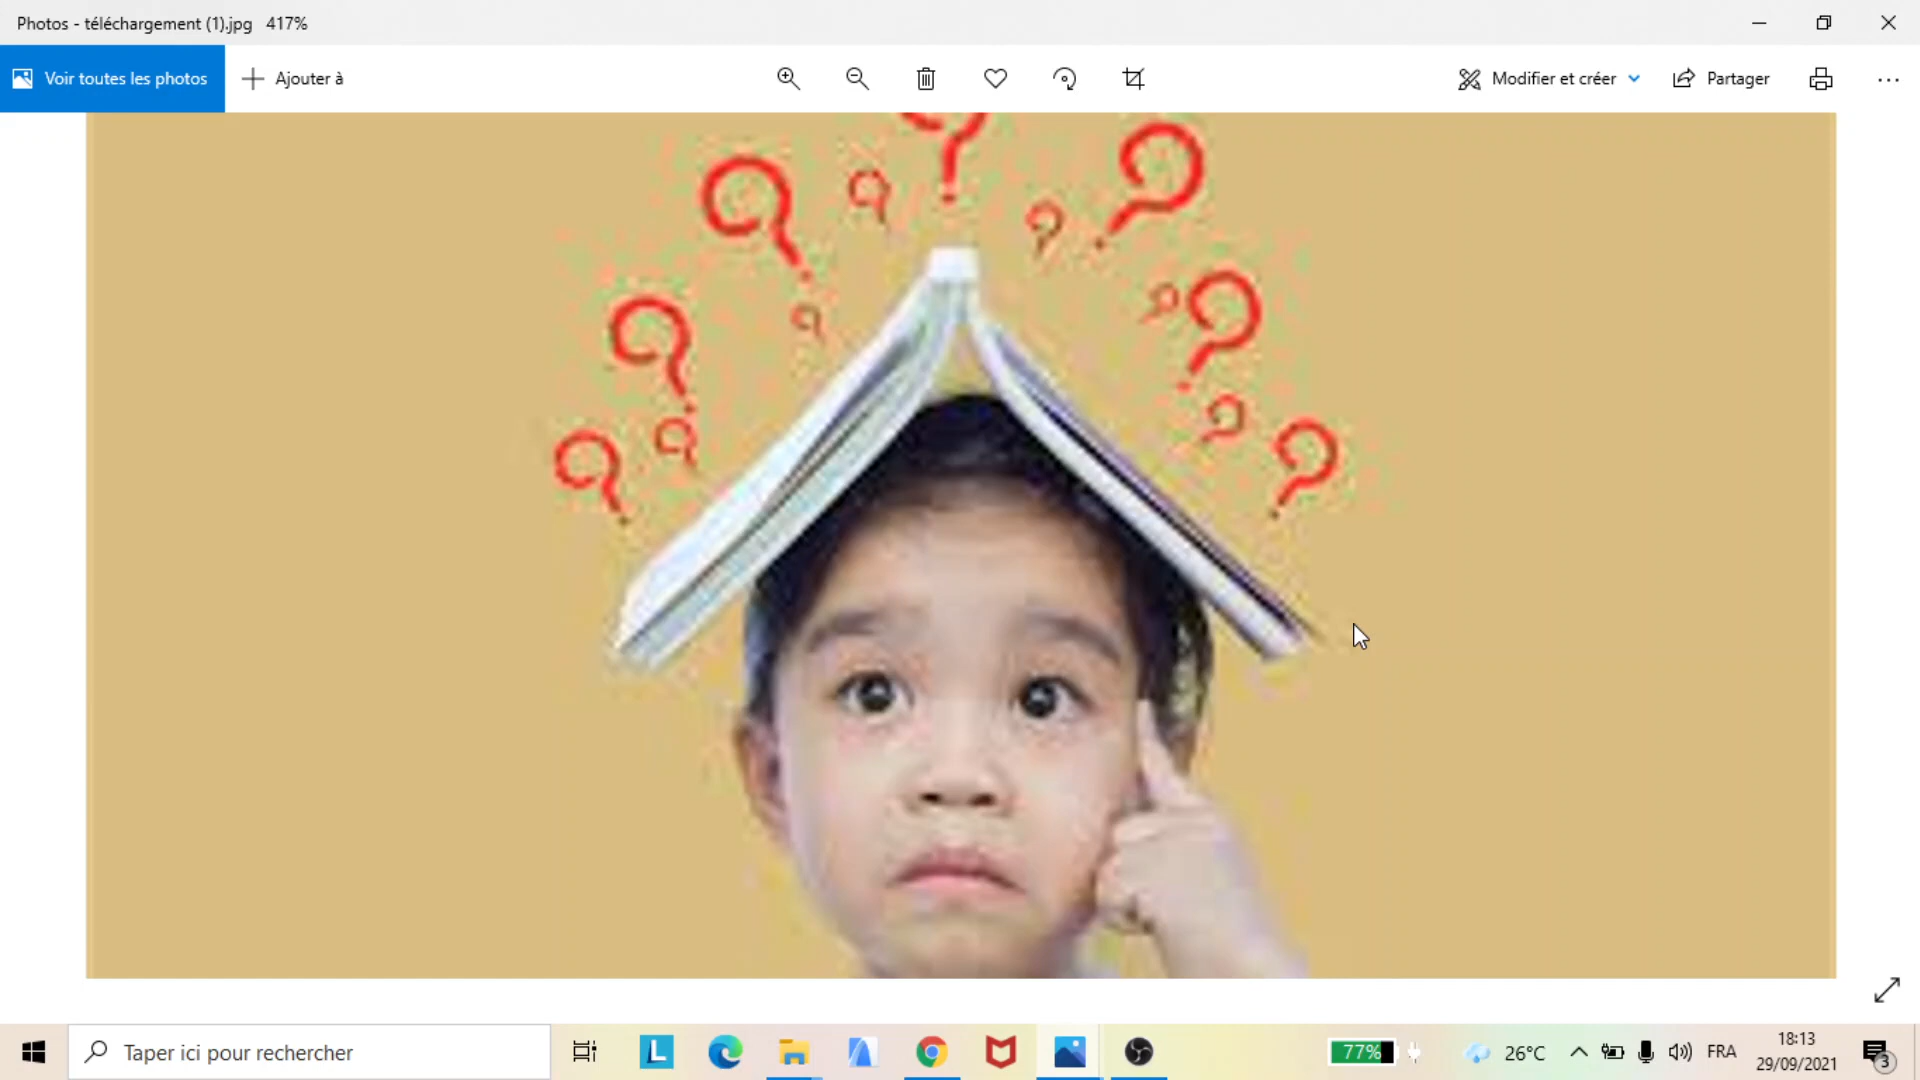 Photos - téléchargement (1).jpg 417%
Voir toutes les photos
Ajouter à
Modifier et créer
Partager
? ? ? ? ? ? ? ? ? ? ? ? ? ?
L
Taper ici pour rechercher
77%
26°C
FRA
18:13
29/09/2021
3